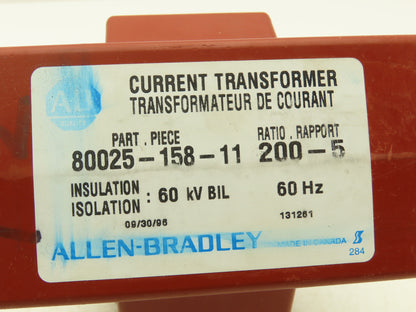 CURRENT TRANSFORMER
TRANSFORMATEUR DE COURANT
PART . PIECE RATIO . RAPPORT
80025-158-11 200-5
INSULATION
ISOLATION : 60 kV BIL 60 Hz
09/30/96 131261
ALLEN-BRADLEY MADE IN CANADA
284